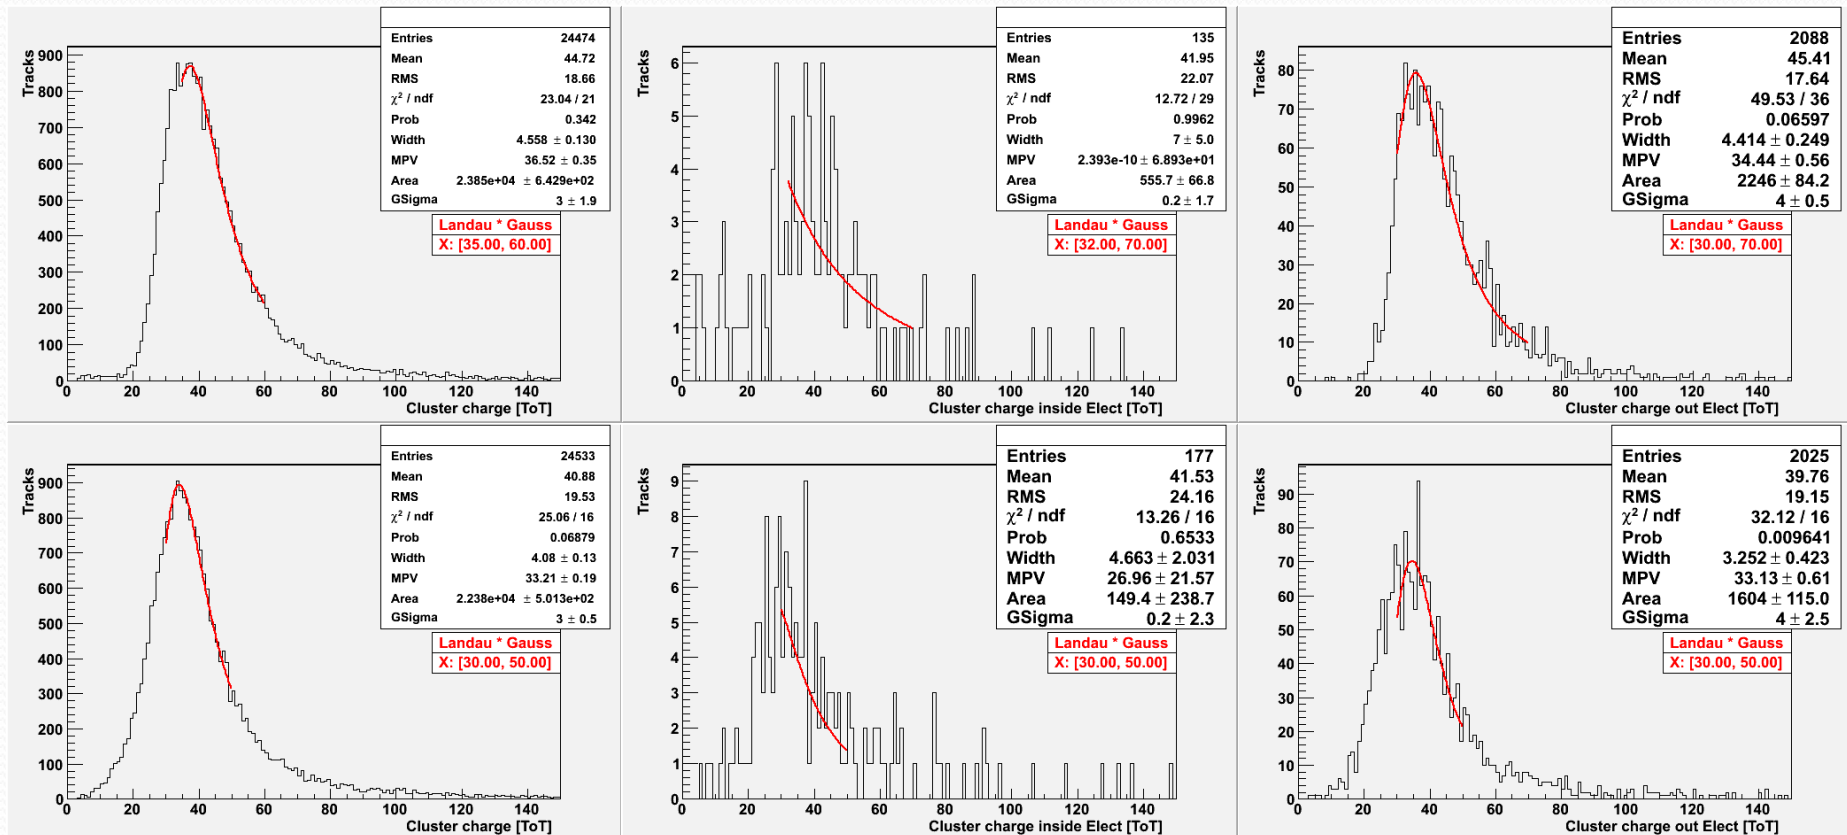 Tracks
900
800
700
600
500
400
300
200
100
0
0 20 40 60 80 100 120 140
Cluster charge [ToT]
Entries 24474
Mean 44.72
RMS 18.66
χ² / ndf 23.04 / 21
Prob 0.342
Width 4.558 ± 0.130
MPV 36.52 ± 0.35
Area 2.385e+04 ± 6.429e+02
GSigma 3 ± 1.9
Landau * Gauss
X: [35.00, 60.00]
Tracks
6
5
4
3
2
1
0
0 20 40 60 80 100 120 140
Cluster charge inside Elect [ToT]
Entries 135
Mean 41.95
RMS 22.07
χ² / ndf 12.72 / 29
Prob 0.9962
Width 7 ± 5.0
MPV 2.393e-10 ± 6.893e+01
Area 555.7 ± 66.8
GSigma 0.2 ± 1.7
Landau * Gauss
X: [32.00, 70.00]
Tracks
80
70
60
50
40
30
20
10
0
0 20 40 60 80 100 120 140
Cluster charge out Elect [ToT]
Entries 2088
Mean 45.41
RMS 17.64
χ² / ndf 49.53 / 36
Prob 0.06597
Width 4.414 ± 0.249
MPV 34.44 ± 0.56
Area 2246 ± 84.2
GSigma 4 ± 0.5
Landau * Gauss
X: [30.00, 70.00]
Tracks
900
800
700
600
500
400
300
200
100
0
0 20 40 60 80 100 120 140
Cluster charge [ToT]
Entries 24533
Mean 40.88
RMS 19.53
χ² / ndf 25.06 / 16
Prob 0.06879
Width 4.08 ± 0.13
MPV 33.21 ± 0.19
Area 2.238e+04 ± 5.013e+02
GSigma 3 ± 0.5
Landau * Gauss
X: [30.00, 50.00]
Tracks
9
8
7
6
5
4
3
2
1
0
0 20 40 60 80 100 120 140
Cluster charge inside Elect [ToT]
Entries 177
Mean 41.53
RMS 24.16
χ² / ndf 13.26 / 16
Prob 0.6533
Width 4.663 ± 2.031
MPV 26.96 ± 21.57
Area 149.4 ± 238.7
GSigma 0.2 ± 2.3
Landau * Gauss
X: [30.00, 50.00]
Tracks
90
80
70
60
50
40
30
20
10
0
0 20 40 60 80 100 120 140
Cluster charge out Elect [ToT]
Entries 2025
Mean 39.76
RMS 19.15
χ² / ndf 32.12 / 16
Prob 0.009641
Width 3.252 ± 0.423
MPV 33.13 ± 0.61
Area 1604 ± 115.0
GSigma 4 ± 2.5
Landau * Gauss
X: [30.00, 50.00]